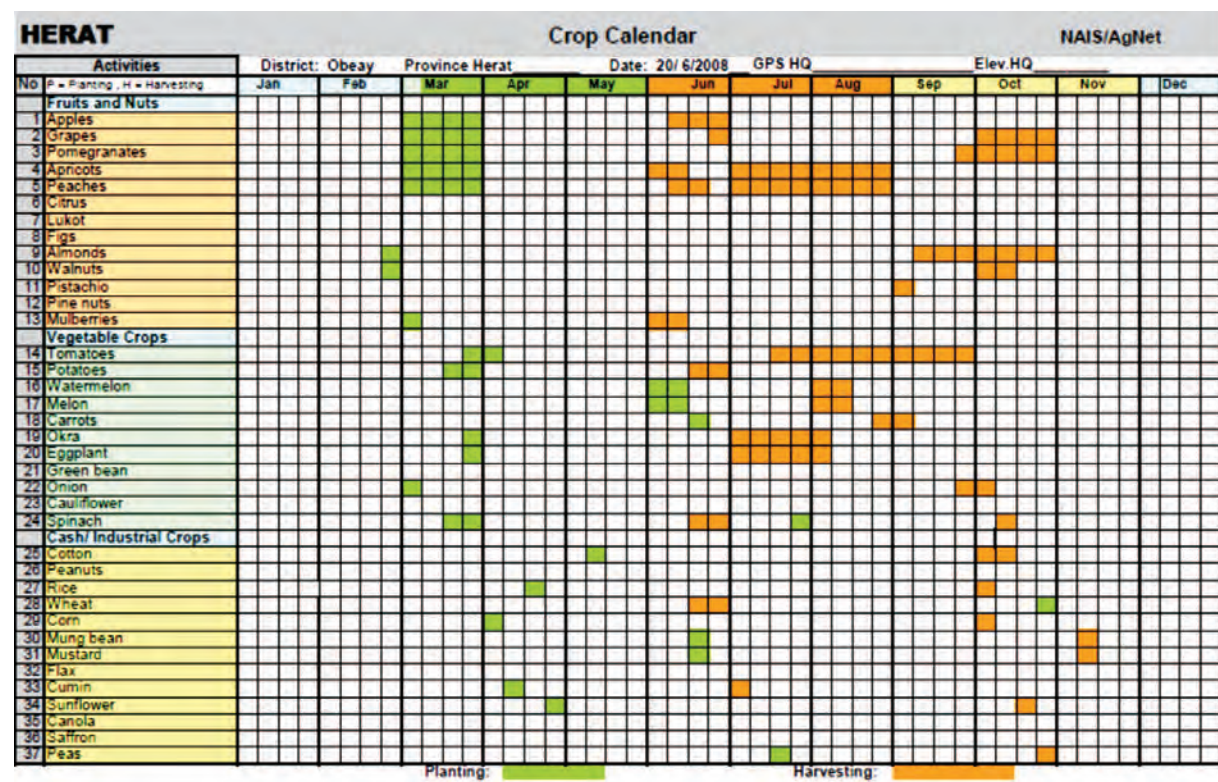 HERAT Crop Calendar NAIS/AgNet
Activities District: Obeay Province Herat________ Date: 20/ 6/2008 GPS HQ__________________ Elev.HQ_________
No P = Planting , H = Harvesting Jan Feb Mar Apr May Jun Jul Aug Sep Oct Nov Dec
Fruits and Nuts
1 Apples
2 Grapes
3 Pomegranates
4 Apricots
5 Peaches
6 Citrus
7 Lukot
8 Figs
9 Almonds
10 Walnuts
11 Pistachio
12 Pine nuts
13 Mulberries
Vegetable Crops
14 Tomatoes
15 Potatoes
16 Watermelon
17 Melon
18 Carrots
19 Okra
20 Eggplant
21 Green bean
22 Onion
23 Cauliflower
24 Spinach
Cash/ Industrial Crops
25 Cotton
26 Peanuts
27 Rice
28 Wheat
29 Corn
30 Mung bean
31 Mustard
32 Flax
33 Cumin
34 Sunflower
35 Canola
36 Saffron
37 Peas
Planting: Harvesting: